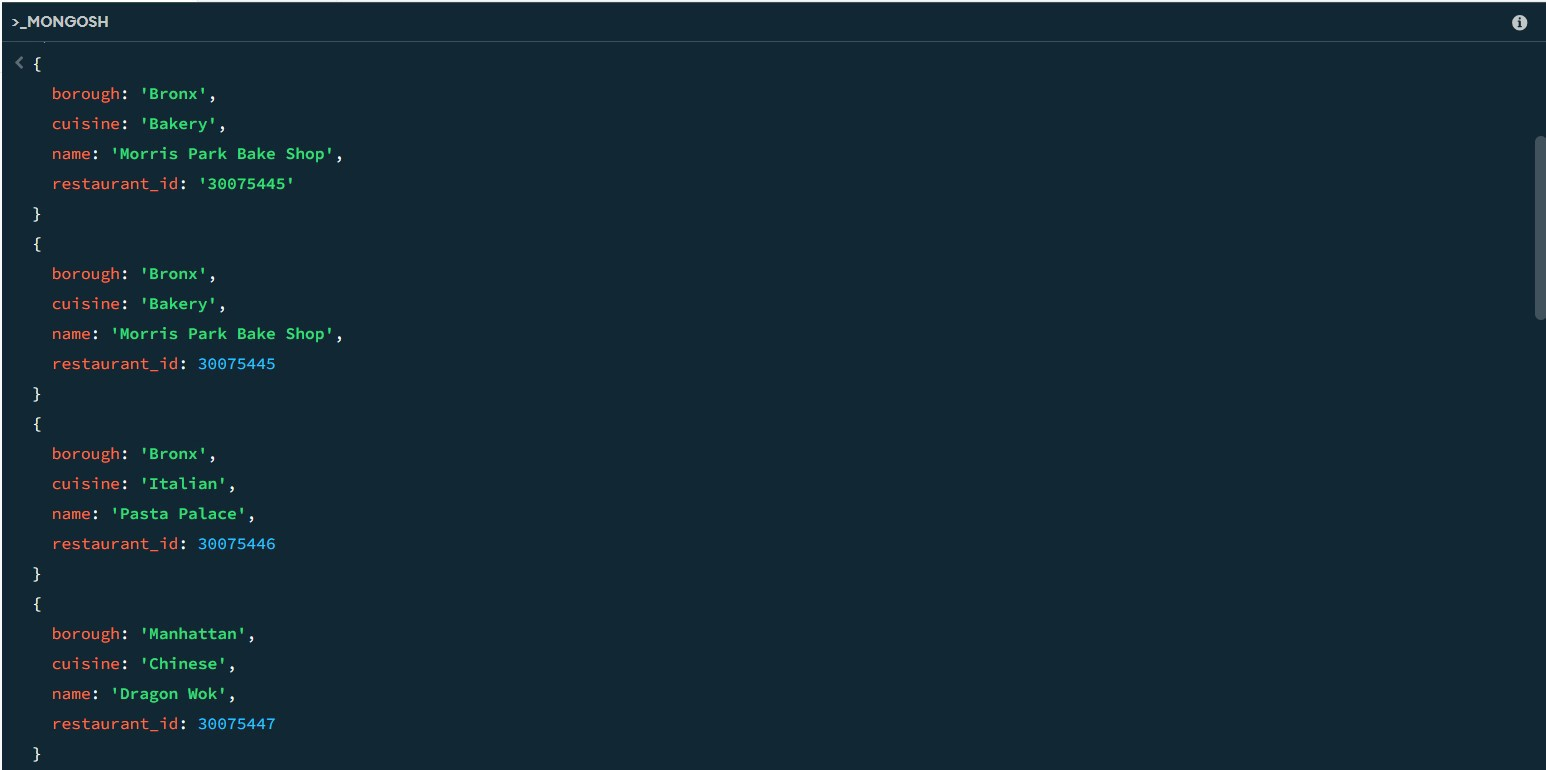 >_MONGOSH
{
borough: 'Bronx',
cuisine: 'Bakery',
name: 'Morris Park Bake Shop',
restaurant_id: '30075445'
}
{
borough: 'Bronx',
cuisine: 'Bakery',
name: 'Morris Park Bake Shop',
restaurant_id: 30075445
}
{
borough: 'Bronx',
cuisine: 'Italian',
name: 'Pasta Palace',
restaurant_id: 30075446
}
{
borough: 'Manhattan',
cuisine: 'Chinese',
name: 'Dragon Wok',
restaurant_id: 30075447
}